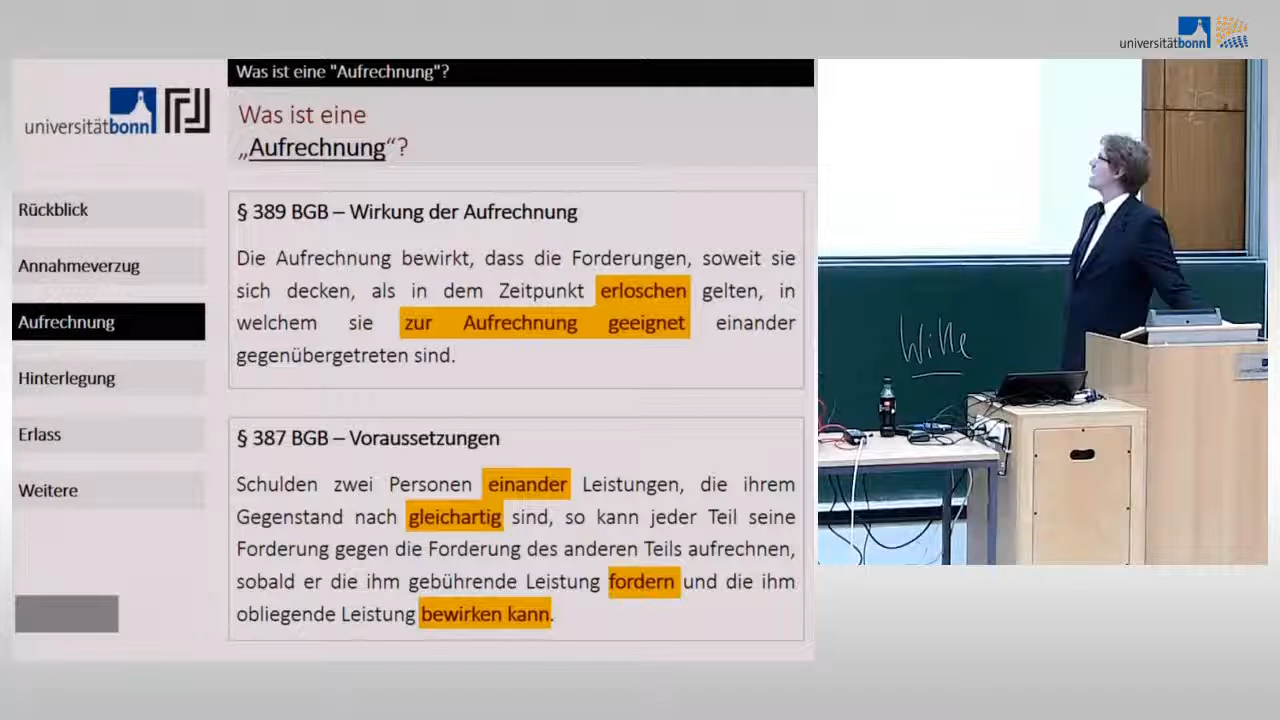 universitätbonn
Was ist eine "Aufrechnung"?
universitätbonn
Was ist eine
„Aufrechnung“?
Rückblick
Annahmeverzug
Aufrechnung
Hinterlegung
Erlass
Weitere
§ 389 BGB – Wirkung der Aufrechnung
Die Aufrechnung bewirkt, dass die Forderungen, soweit sie
sich decken, als in dem Zeitpunkt erloschen gelten, in
welchem sie zur Aufrechnung geeignet einander
gegenübergetreten sind.
§ 387 BGB – Voraussetzungen
Schulden zwei Personen einander Leistungen, die ihrem
Gegenstand nach gleichartig sind, so kann jeder Teil seine
Forderung gegen die Forderung des anderen Teils aufrechnen,
sobald er die ihm gebührende Leistung fordern und die ihm
obliegende Leistung bewirken kann.